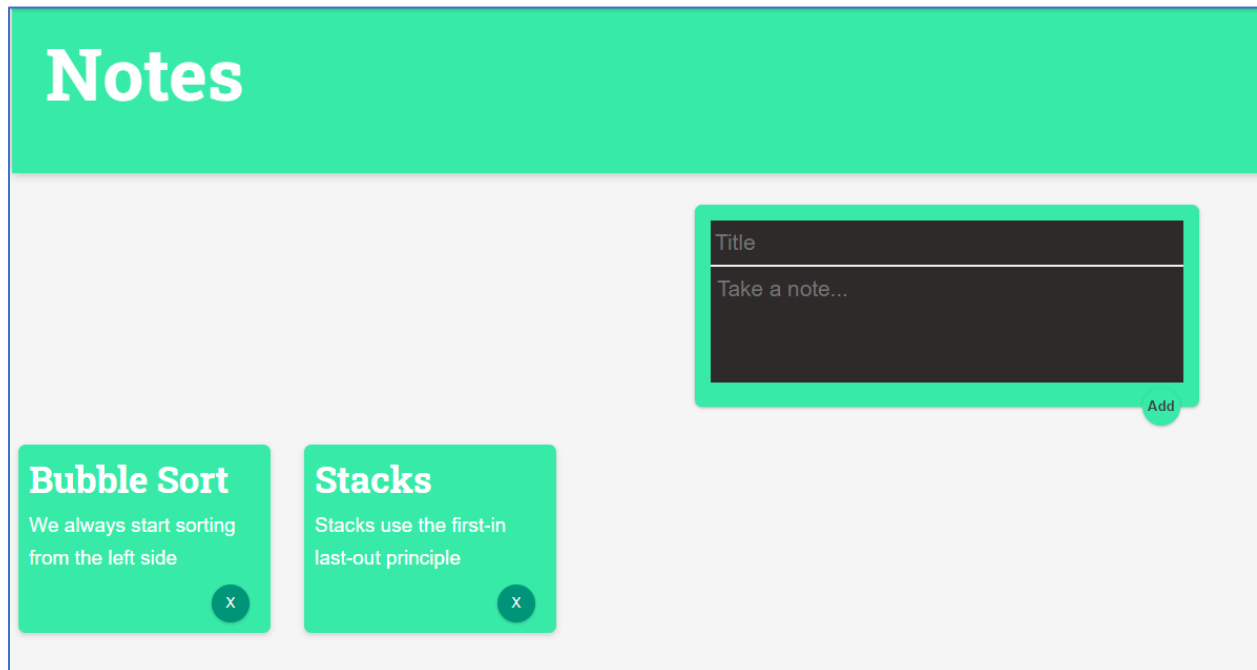 Notes
Title
Take a note...
Add
Bubble Sort
We always start sorting
from the left side
X
Stacks
Stacks use the first-in
last-out principle
X